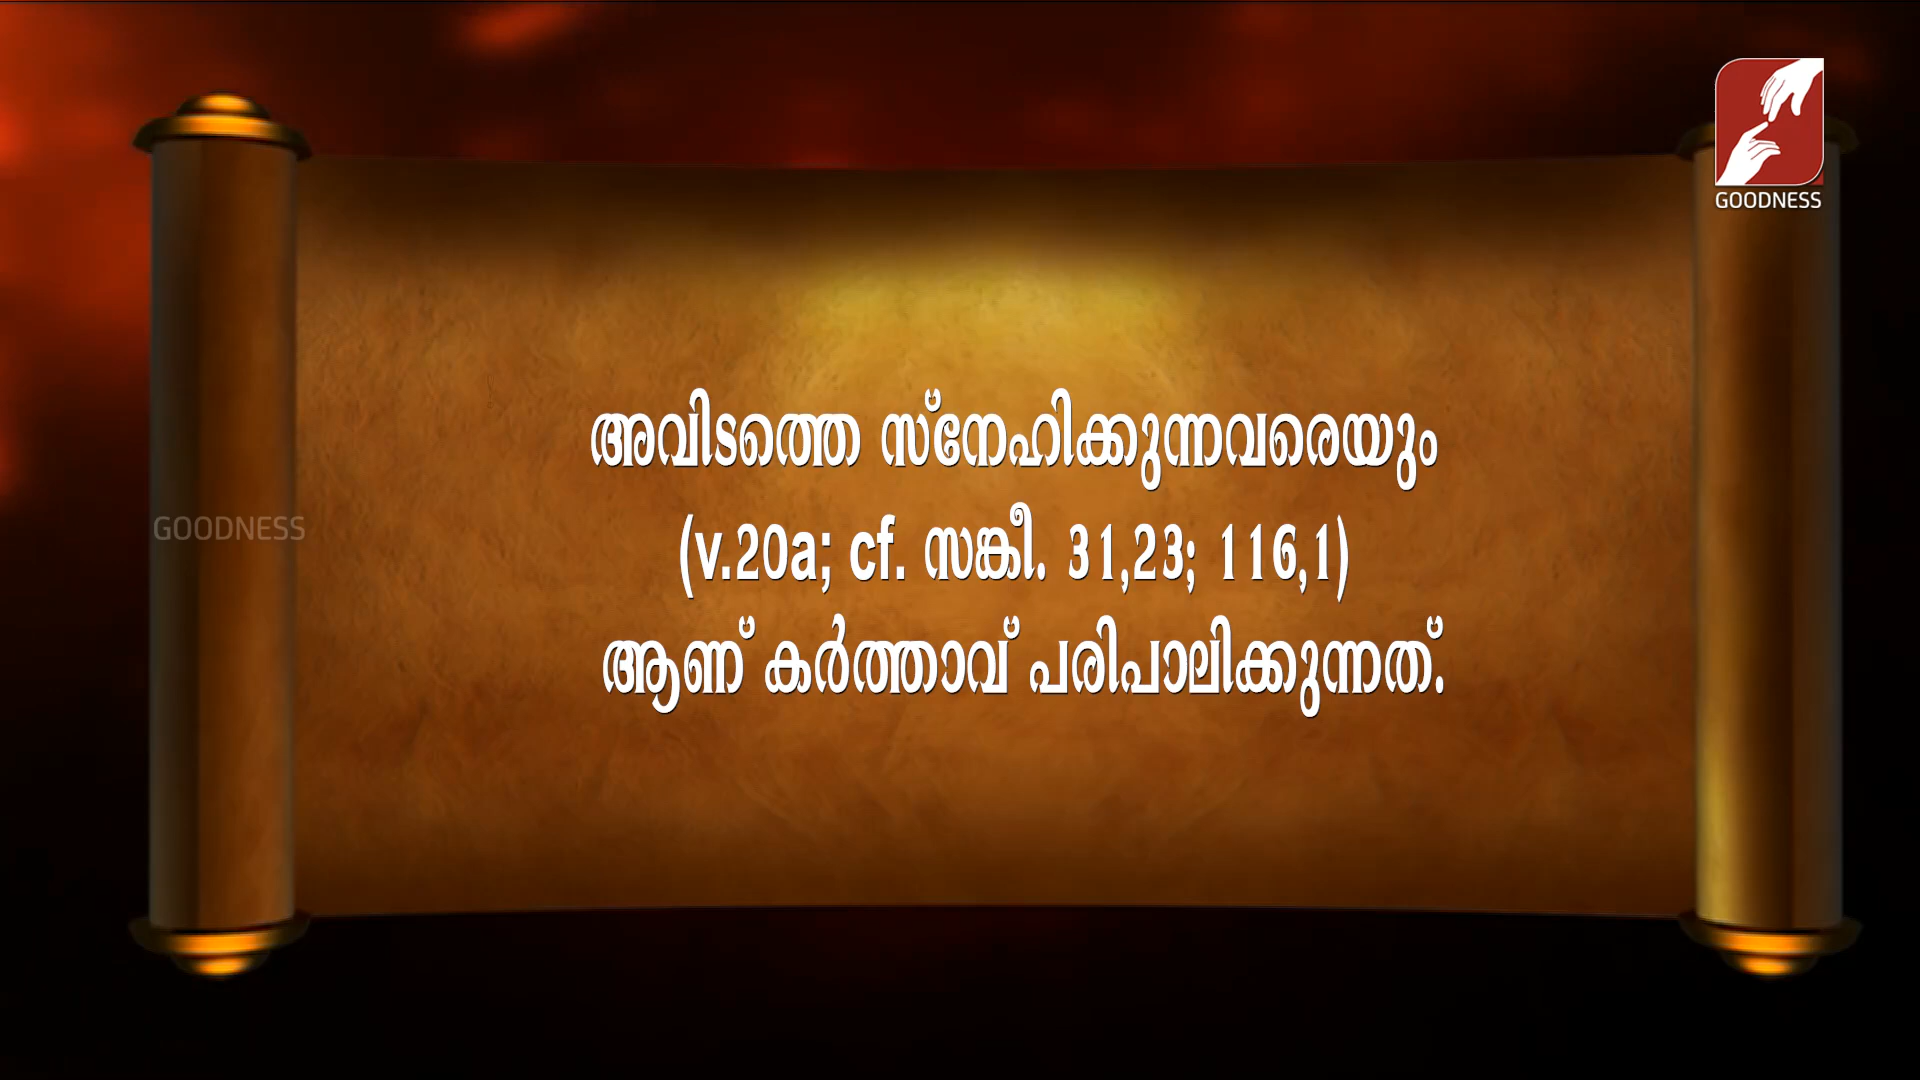 GOODNESS
അവിടത്തെ സ്നേഹിക്കുന്നവരെയും
GOODNESS
(v.20a; cf. സങ്കീ. 31,23; 116,1)
ആണ് കർത്താവ് പരിപാലിക്കുന്നത്.